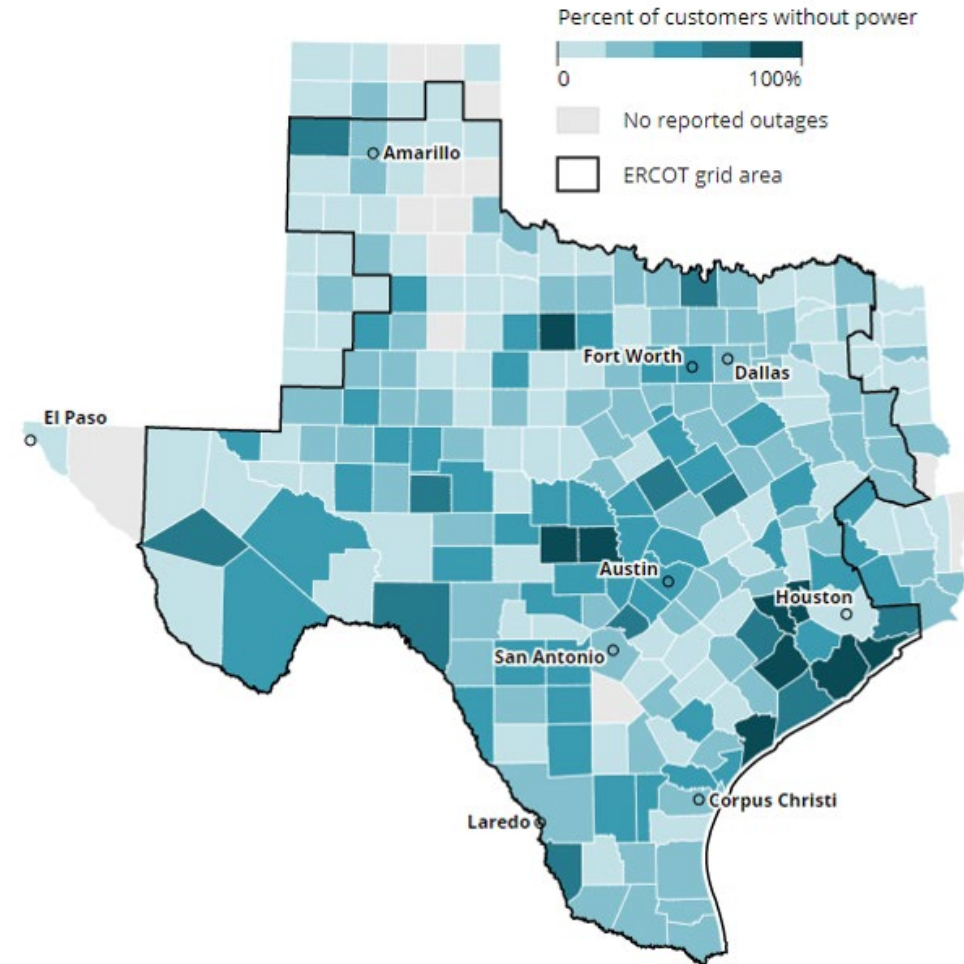 Percent of customers without power
0 100%
No reported outages
ERCOT grid area
Amarillo
Fort Worth
Dallas
El Paso
Austin
Houston
San Antonio
Corpus Christi
Laredo